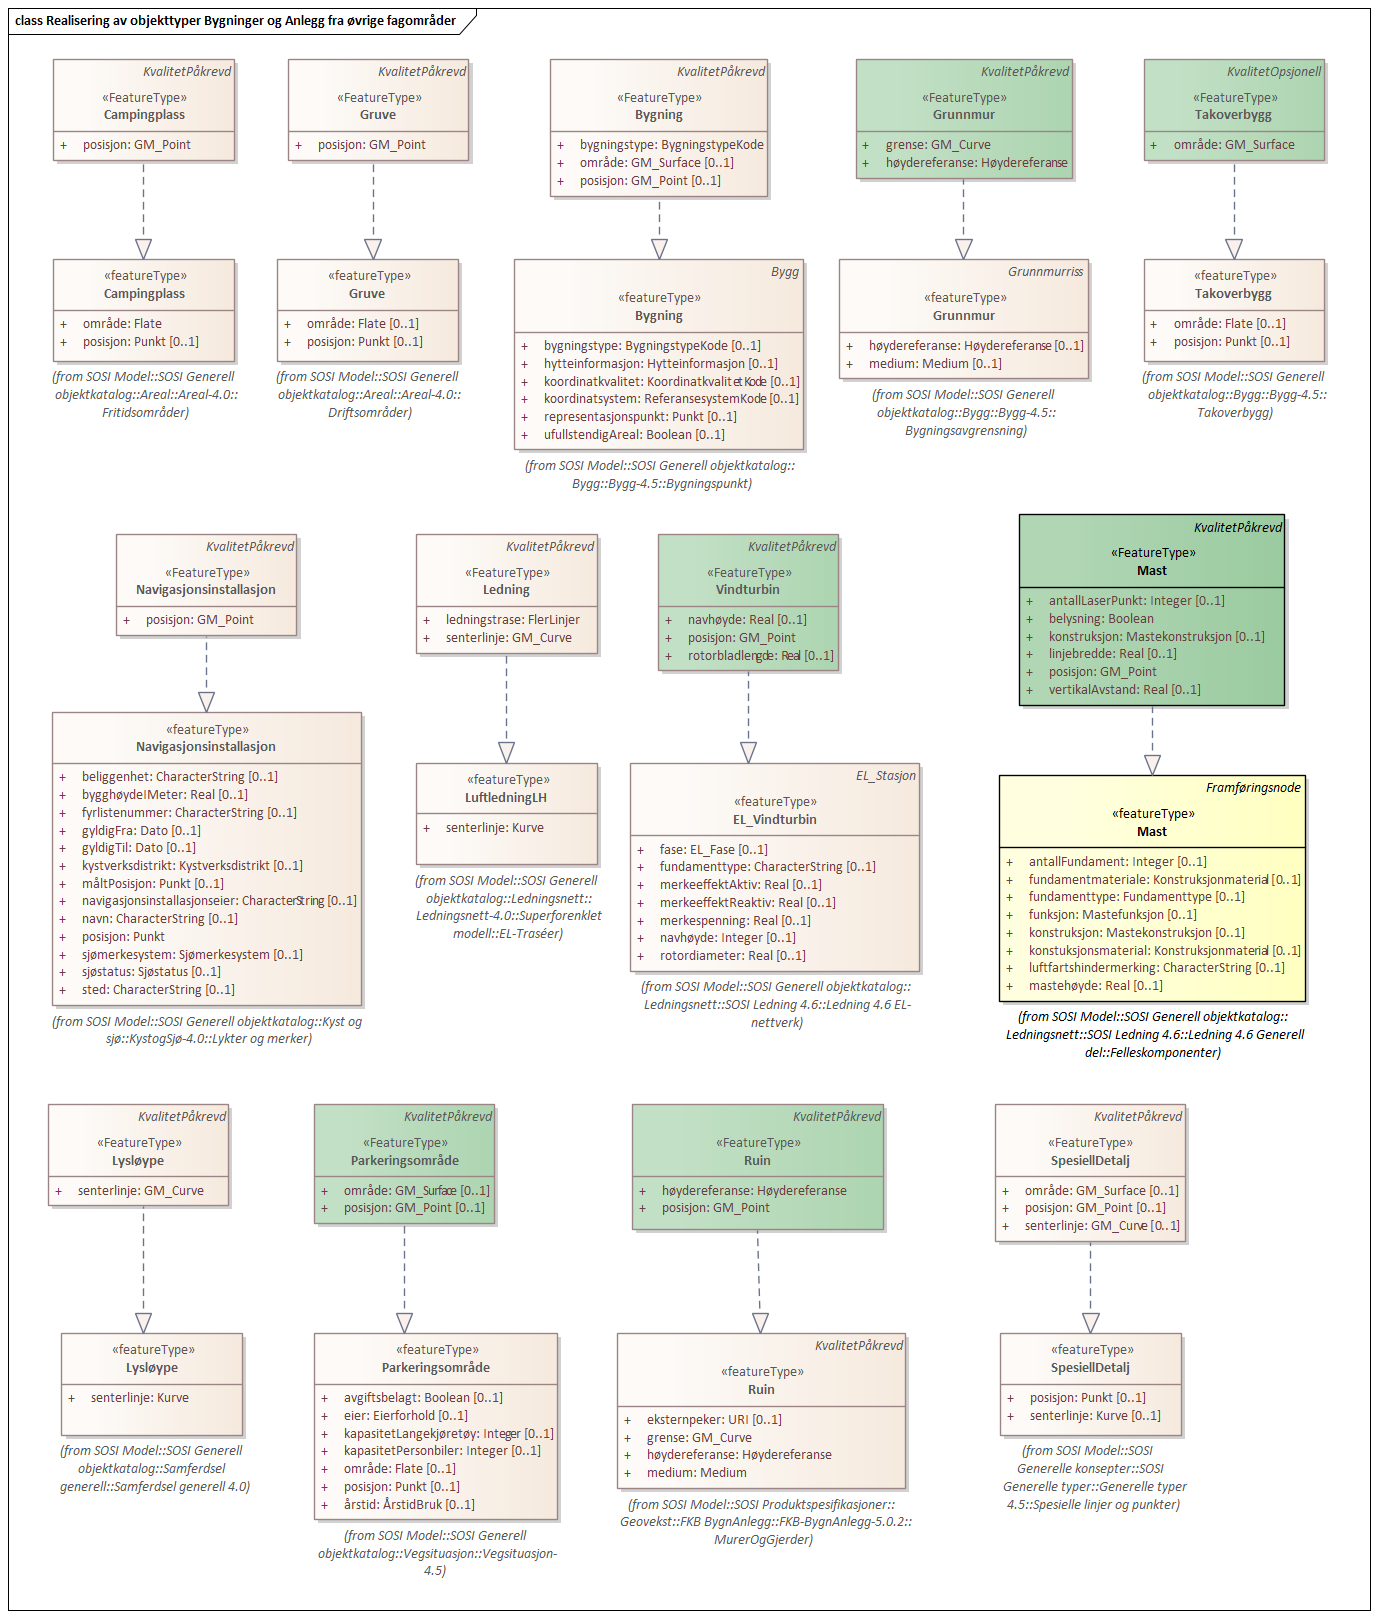 class Realisering av objekttyper Bygninger og Anlegg fra øvrige fagområder
KvalitetPåkrevd
«FeatureType»
Campingplass
+ posisjon: GM_Point
KvalitetPåkrevd
«FeatureType»
Gruve
+ posisjon: GM_Point
KvalitetPåkrevd
«FeatureType»
Bygning
+ bygningstype: BygningstypeKode
+ område: GM_Surface [0..1]
+ posisjon: GM_Point [0..1]
KvalitetPåkrevd
«FeatureType»
Grunnmur
+ grense: GM_Curve
+ høydereferanse: Høydereferanse
KvalitetOpsjonell
«FeatureType»
Takoverbygg
+ område: GM_Surface
«featureType»
Campingplass
+ område: Flate
+ posisjon: Punkt [0..1]
(from SOSI Model::SOSI Generell
objektkatalog::Areal::Areal-4.0::
Fritidsområder)
«featureType»
Gruve
+ område: Flate [0..1]
+ posisjon: Punkt [0..1]
(from SOSI Model::SOSI Generell
objektkatalog::Areal::Areal-4.0::
Driftsområder)
Bygg
«featureType»
Bygning
+ bygningstype: BygningstypeKode [0..1]
+ hytteinformasjon: Hytteinformasjon [0..1]
+ koordinatkvalitet: KoordinatkvalitetKode [0..1]
+ koordinatsystem: ReferansesystemKode [0..1]
+ representasjonspunkt: Punkt [0..1]
+ ufullstendigAreal: Boolean [0..1]
(from SOSI Model::SOSI Generell objektkatalog::
Bygg::Bygg-4.5::Bygningspunkt)
Grunnmurriss
«featureType»
Grunnmur
+ høydereferanse: Høydereferanse [0..1]
+ medium: Medium [0..1]
(from SOSI Model::SOSI Generell
objektkatalog::Bygg::Bygg-4.5::
Bygningsavgrensning)
«featureType»
Takoverbygg
+ område: Flate [0..1]
+ posisjon: Punkt [0..1]
(from SOSI Model::SOSI Generell
objektkatalog::Bygg::Bygg-4.5::
Takoverbygg)
KvalitetPåkrevd
«FeatureType»
Navigasjonsinstallasjon
+ posisjon: GM_Point
KvalitetPåkrevd
«FeatureType»
Ledning
+ ledningstrase: FlerLinjer
+ senterlinje: GM_Curve
KvalitetPåkrevd
«FeatureType»
Vindturbin
+ navhøyde: Real [0..1]
+ posisjon: GM_Point
+ rotorbladlengde: Real [0..1]
KvalitetPåkrevd
«FeatureType»
Mast
+ antallLaserPunkt: Integer [0..1]
+ belysning: Boolean
+ konstruksjon: Mastekonstruksjon [0..1]
+ linjebredde: Real [0..1]
+ posisjon: GM_Point
+ vertikalAvstand: Real [0..1]
«featureType»
Navigasjonsinstallasjon
+ beliggenhet: CharacterString [0..1]
+ bygghøydeIMeter: Real [0..1]
+ fyrlistenummer: CharacterString [0..1]
+ gyldigFra: Dato [0..1]
+ gyldigTil: Dato [0..1]
+ kystverksdistrikt: Kystverksdistrikt [0..1]
+ måltPosisjon: Punkt [0..1]
+ navigasjonsinstallasjonseier: CharacterString [0..1]
+ navn: CharacterString [0..1]
+ posisjon: Punkt
+ sjømerkesystem: Sjømerkesystem [0..1]
+ sjøstatus: Sjøstatus [0..1]
+ sted: CharacterString [0..1]
(from SOSI Model::SOSI Generell objektkatalog::Kyst og
sjø::KystogSjø-4.0::Lykter og merker)
«featureType»
LuftledningLH
+ senterlinje: Kurve
(from SOSI Model::SOSI Generell
objektkatalog::Ledningsnett::
Ledningsnett-4.0::Superforenklet
modell::EL-Traséer)
EL_Stasjon
«featureType»
EL_Vindturbin
+ fase: EL_Fase [0..1]
+ fundamenttype: CharacterString [0..1]
+ merkeeffektAktiv: Real [0..1]
+ merkeeffektReaktiv: Real [0..1]
+ merkespenning: Real [0..1]
+ navhøyde: Integer [0..1]
+ rotordiameter: Real [0..1]
(from SOSI Model::SOSI Generell objektkatalog::
Ledningsnett::SOSI Ledning 4.6::Ledning 4.6 EL-
nettverk)
Framføringsnode
«featureType»
Mast
+ antallFundament: Integer [0..1]
+ fundamentmateriale: Konstruksjonmaterial [0..1]
+ fundamenttype: Fundamenttype [0..1]
+ funksjon: Mastefunksjon [0..1]
+ konstruksjon: Mastekonstruksjon [0..1]
+ konstuksjonsmaterial: Konstruksjonmaterial [0..1]
+ luftfartshindermerking: CharacterString [0..1]
+ mastehøyde: Real [0..1]
(from SOSI Model::SOSI Generell objektkatalog::
Ledningsnett::SOSI Ledning 4.6::Ledning 4.6 Generell
del::Felleskomponenter)
KvalitetPåkrevd
«FeatureType»
Lysløype
+ senterlinje: GM_Curve
KvalitetPåkrevd
«FeatureType»
Parkeringsområde
+ område: GM_Surface [0..1]
+ posisjon: GM_Point [0..1]
KvalitetPåkrevd
«FeatureType»
Ruin
+ høydereferanse: Høydereferanse
+ posisjon: GM_Point
KvalitetPåkrevd
«FeatureType»
SpesiellDetalj
+ område: GM_Surface [0..1]
+ posisjon: GM_Point [0..1]
+ senterlinje: GM_Curve [0..1]
«featureType»
Lysløype
+ senterlinje: Kurve
(from SOSI Model::SOSI Generell
objektkatalog::Samferdsel
generell::Samferdsel generell 4.0)
«featureType»
Parkeringsområde
+ avgiftsbelagt: Boolean [0..1]
+ eier: Eierforhold [0..1]
+ kapasitetLangekjøretøy: Integer [0..1]
+ kapasitetPersonbiler: Integer [0..1]
+ område: Flate [0..1]
+ posisjon: Punkt [0..1]
+ årstid: ÅrstidBruk [0..1]
(from SOSI Model::SOSI Generell
objektkatalog::Vegsituasjon::Vegsituasjon-
4.5)
KvalitetPåkrevd
«featureType»
Ruin
+ eksternpeker: URI [0..1]
+ grense: GM_Curve
+ høydereferanse: Høydereferanse
+ medium: Medium
(from SOSI Model::SOSI Produktspesifikasjoner::
Geovekst::FKB BygnAnlegg::FKB-BygnAnlegg-5.0.2::
MurerOgGjerder)
«featureType»
SpesiellDetalj
+ posisjon: Punkt [0..1]
+ senterlinje: Kurve [0..1]
(from SOSI Model::SOSI
Generelle konsepter::SOSI
Generelle typer::Generelle typer
4.5::Spesielle linjer og punkter)